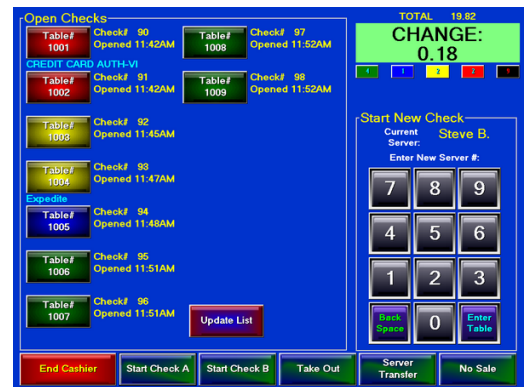 Open Checks
Table# 1001
Check# 90
Opened 11:42AM
CREDIT CARD AUTH-VI
Table# 1002
Check# 91
Opened 11:42AM
Table# 1003
Check# 92
Opened 11:45AM
Table# 1004
Check# 93
Opened 11:47AM
Expedite
Table# 1005
Check# 94
Opened 11:48AM
Table# 1006
Check# 95
Opened 11:51AM
Table# 1007
Check# 96
Opened 11:51AM
Table# 1008
Check# 97
Opened 11:52AM
Table# 1009
Check# 98
Opened 11:52AM
Update List
TOTAL 19.82
CHANGE:
0.18
4 1 2 2
Start New Check
Current Server:
Steve B.
Enter New Server #:
7 8 9
4 5 6
1 2 3
Back Space
0
Enter Table
End Cashier
Start Check A
Start Check B
Take Out
Server Transfer
No Sale